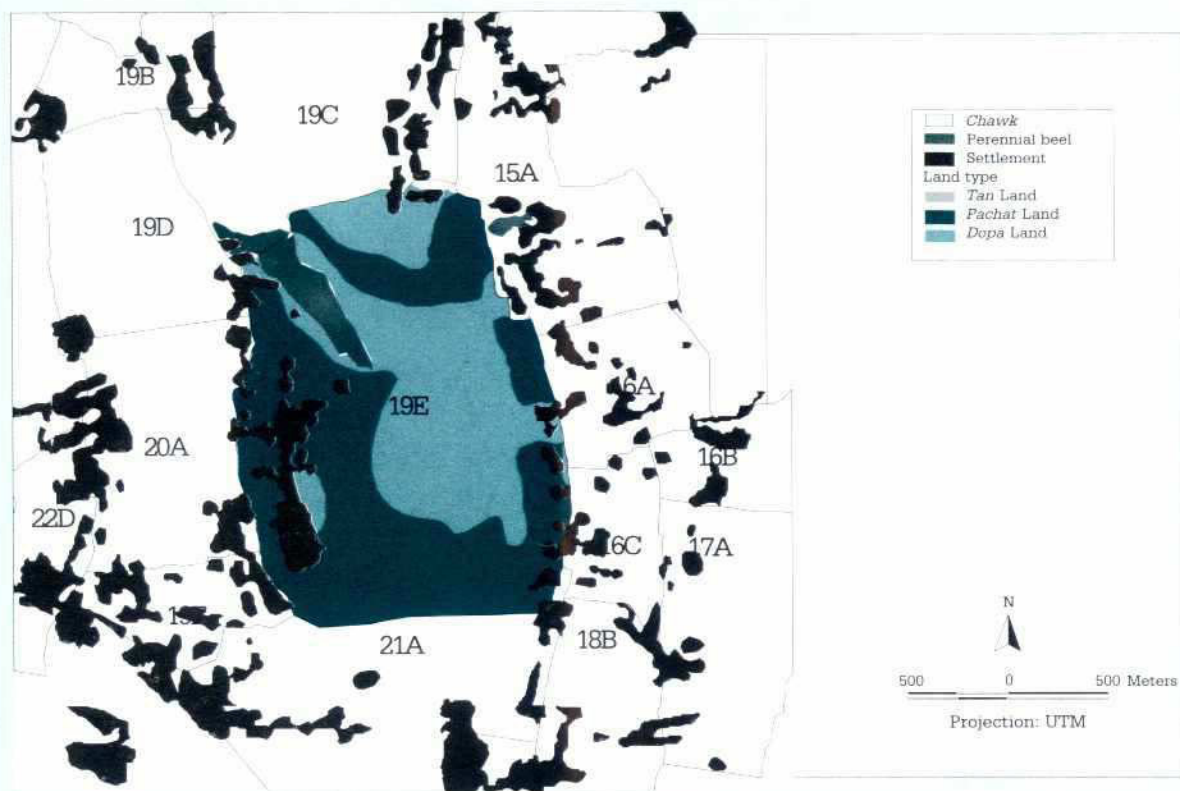 19B
19C
15A
19D
19E
16A
20A
16B
22D
16C
17A
21A
18B
Chawk
Perennial beel
Settlement
Land type
Tan Land
Pachat Land
Dopa Land
N
500 0 500 Meters
Projection: UTM